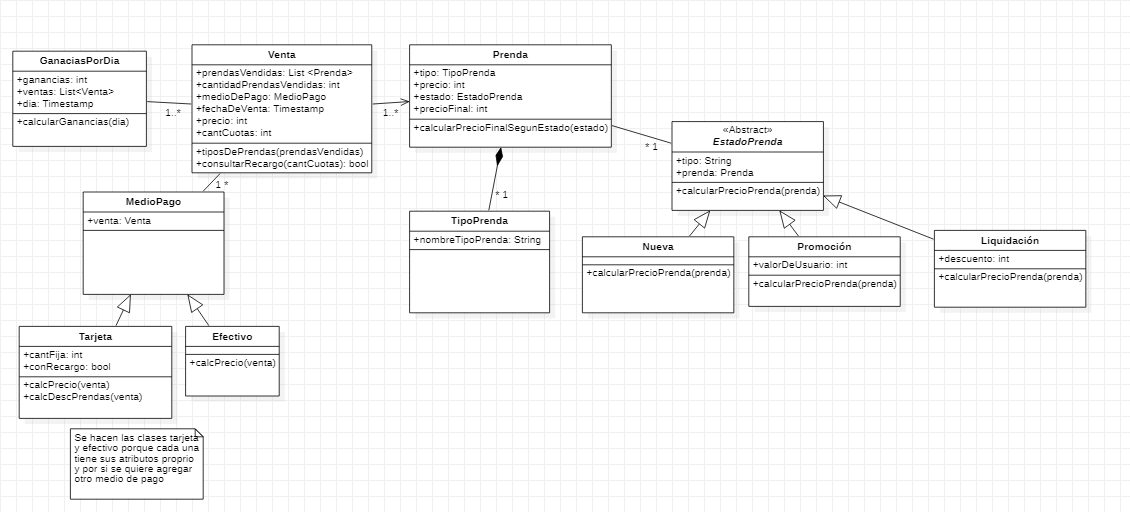 GanaciasPorDia
+ganancias: int
+ventas: List<Venta>
+dia: Timestamp
+calcularGanancias(dia)
1..*
Venta
+prendasVendidas: List <Prenda>
+cantidadPrendasVendidas: int
+medioDePago: MedioPago
+fechaDeVenta: Timestamp
+precio: int
+cantCuotas: int
+tiposDePrendas(prendasVendidas)
+consultarRecargo(cantCuotas): bool
1..*
Prenda
+tipo: TipoPrenda
+precio: int
+estado: EstadoPrenda
+precioFinal: int
+calcularPrecioFinalSegunEstado(estado)
* 1
«Abstract»
EstadoPrenda
+tipo: String
+prenda: Prenda
+calcularPrecioPrenda(prenda)
1 *
MedioPago
+venta: Venta
* 1
TipoPrenda
+nombreTipoPrenda: String
Nueva
+calcularPrecioPrenda(prenda)
Promoción
+valorDeUsuario: int
+calcularPrecioPrenda(prenda)
Liquidación
+descuento: int
+calcularPrecioPrenda(prenda)
Tarjeta
+cantFija: int
+conRecargo: bool
+calcPrecio(venta)
+calcDescPrendas(venta)
Efectivo
+calcPrecio(venta)
Se hacen las clases tarjeta
y efectivo porque cada una
tiene sus atributos proprio
y por si se quiere agregar
otro medio de pago